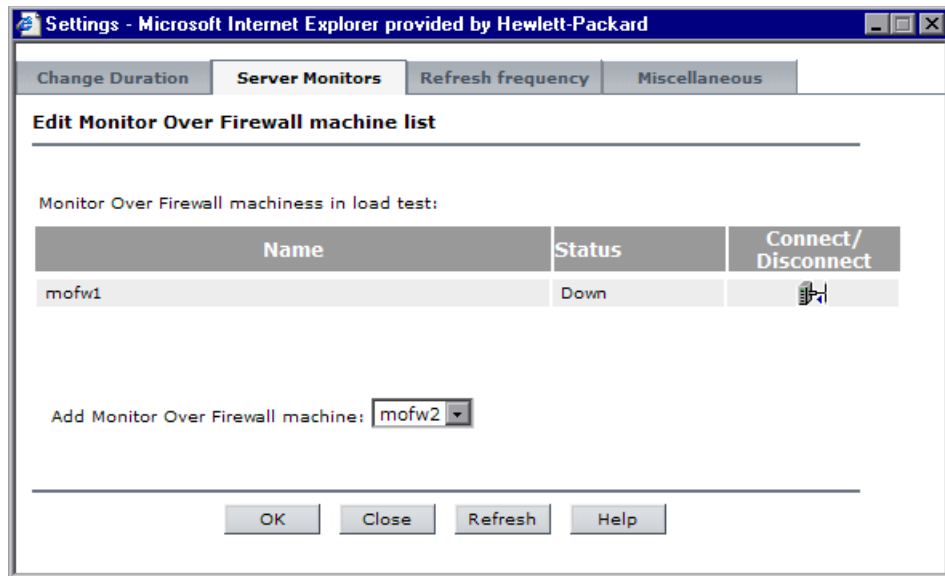 Settings - Microsoft Internet Explorer provided by Hewlett-Packard
Change Duration Server Monitors Refresh frequency Miscellaneous
Edit Monitor Over Firewall machine list
Monitor Over Firewall machiness in load test:
Name Status Connect/ Disconnect
mofw1 Down
Add Monitor Over Firewall machine: mofw2
OK Close Refresh Help